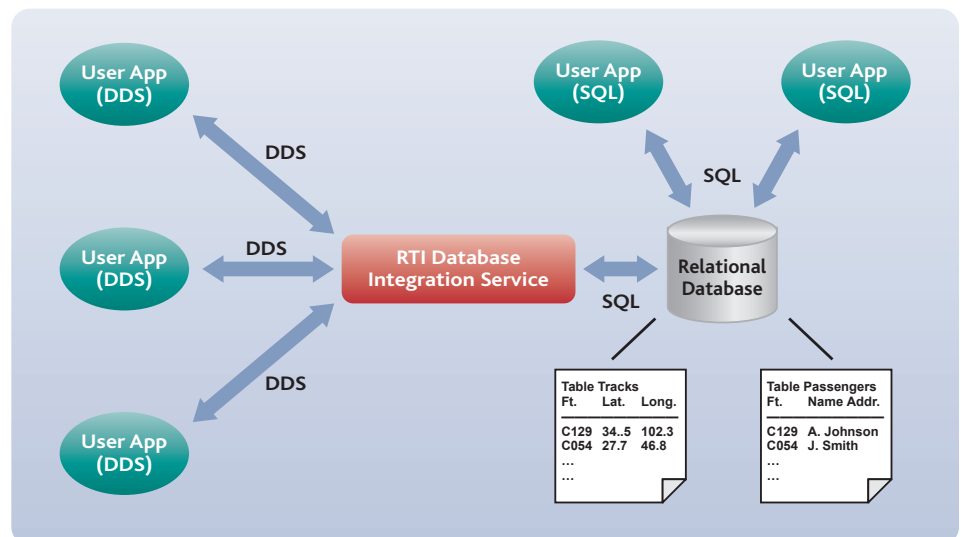 User App
(DDS)
User App
(SQL)
User App
(SQL)
DDS
SQL
User App
(DDS)
DDS
RTI Database
Integration Service
SQL
Relational
Database
DDS
User App
(DDS)
Table Tracks
Ft. Lat. Long.
C129 34..5 102.3
C054 27.7 46.8
...
...
Table Passengers
Ft. Name Addr.
C129 A. Johnson
C054 J. Smith
...
...